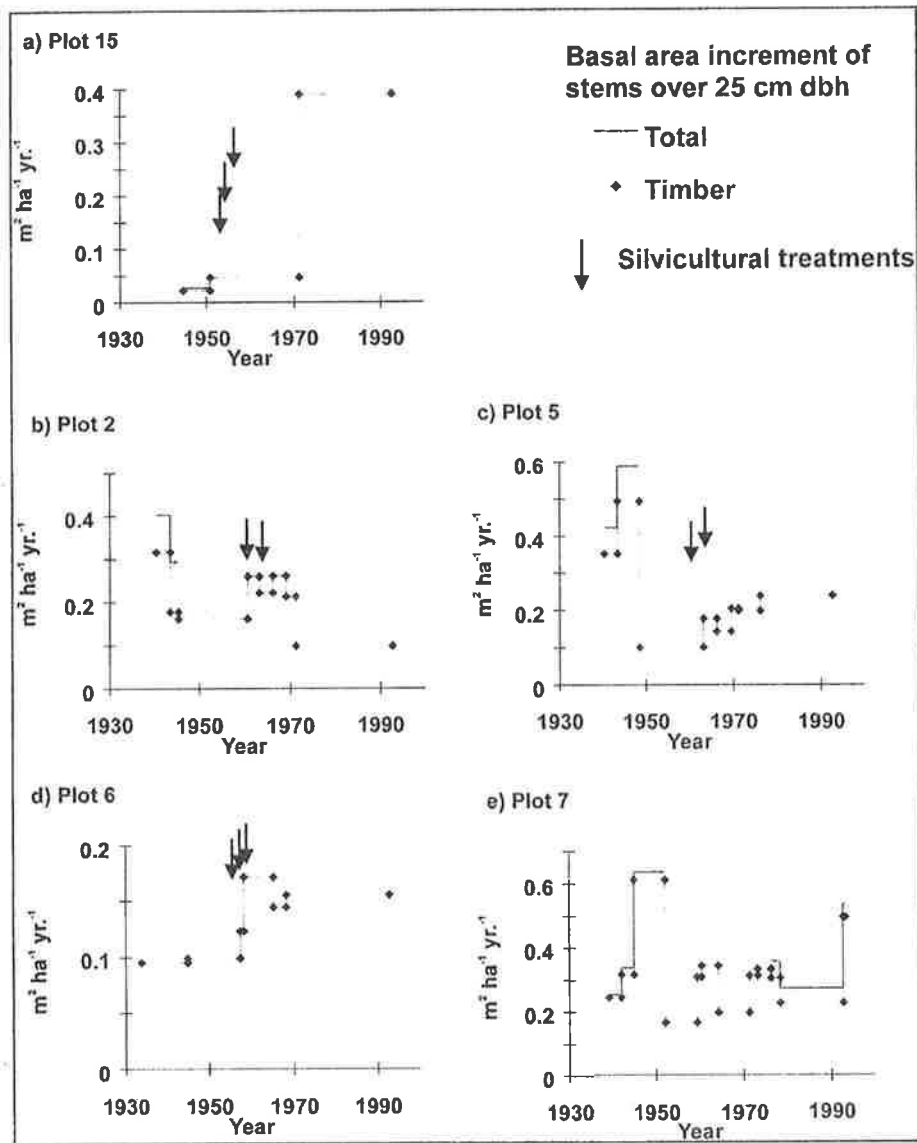 a) Plot 15
Basal area increment of
stems over 25 cm dbh
Total
Timber
Silvicultural treatments
m² ha⁻¹ yr.⁻¹
0.4
0.3
0.2
0.1
0
1930 1950 1970 1990
Year
b) Plot 2
m² ha⁻¹ yr.⁻¹
0.4
0.2
0
1930 1950 1970 1990
Year
c) Plot 5
m² ha⁻¹ yr.⁻¹
0.6
0.4
0.2
0
1930 1950 1970 1990
Year
d) Plot 6
m² ha⁻¹ yr.⁻¹
0.2
0.1
0
1930 1950 1970 1990
Year
e) Plot 7
m² ha⁻¹ yr.⁻¹
0.6
0.4
0.2
0
1930 1950 1970 1990
Year